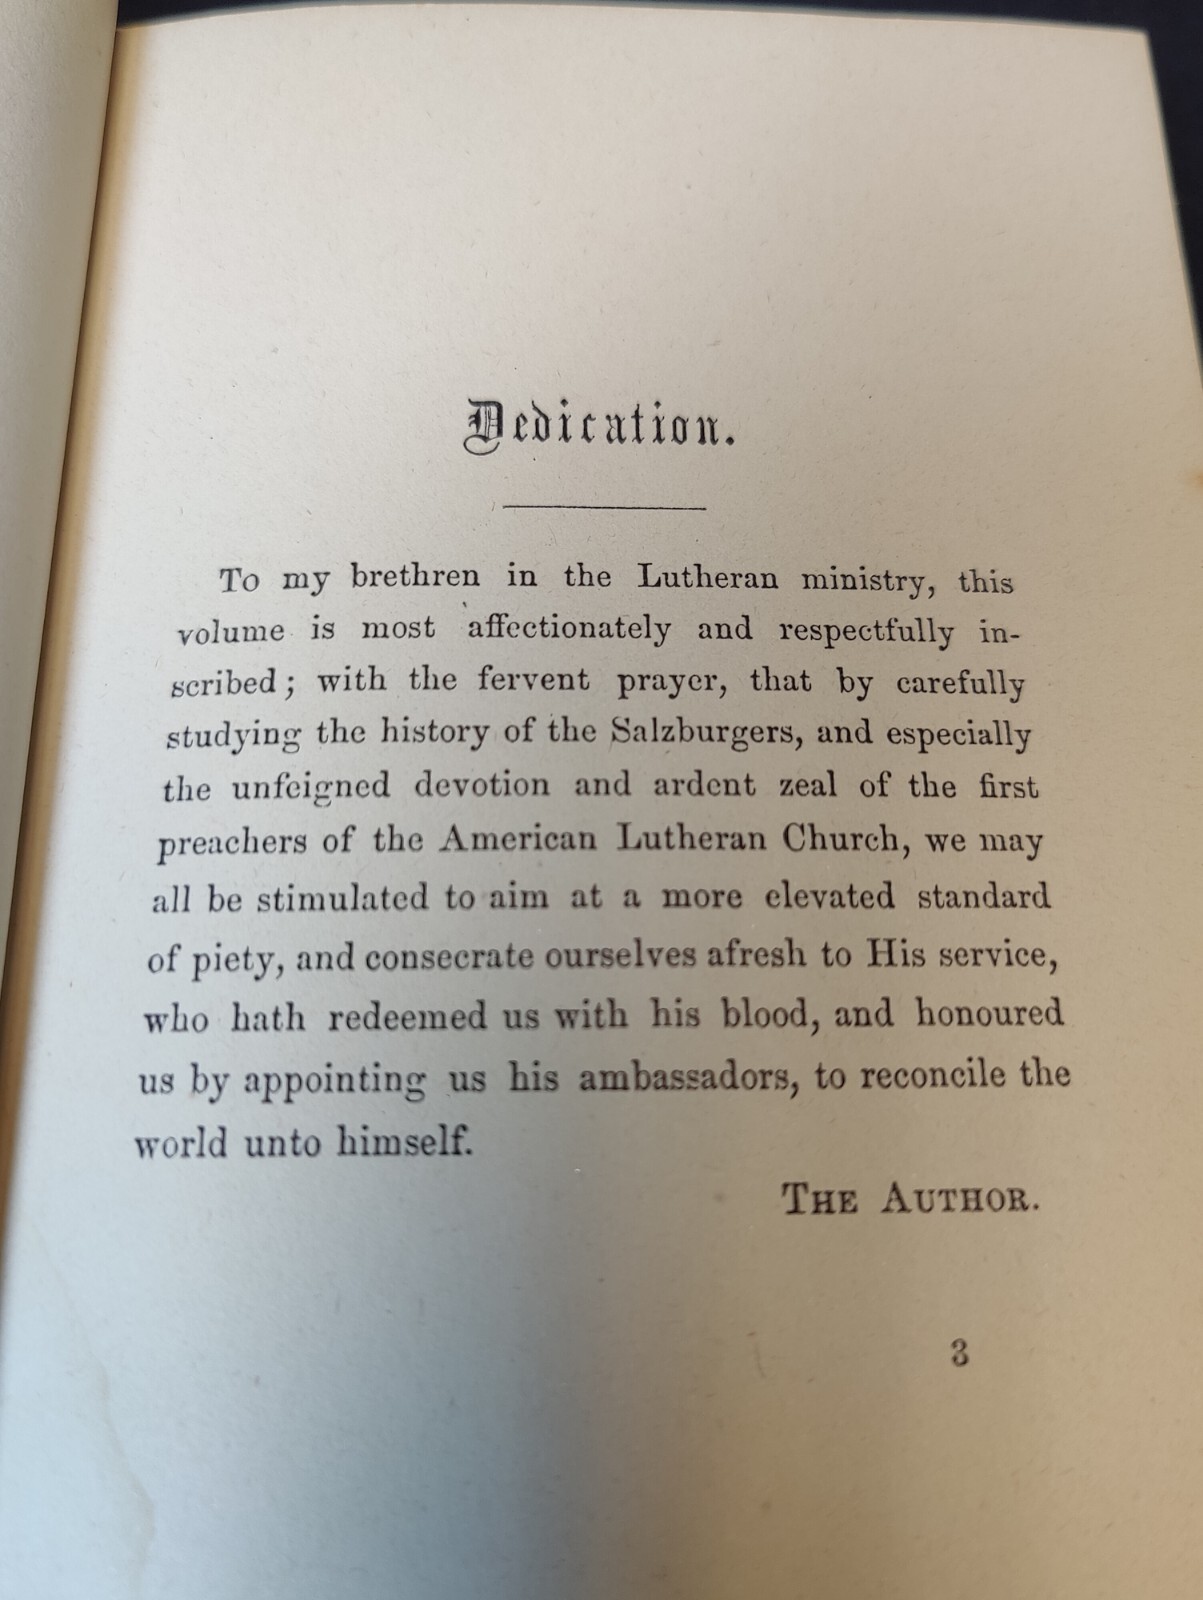 Dedication.
To my brethren in the Lutheran ministry, this
volume is most affectionately and respectfully in-
scribed; with the fervent prayer, that by carefully
studying the history of the Salzburgers, and especially
the unfeigned devotion and ardent zeal of the first
preachers of the American Lutheran Church, we may
all be stimulated to aim at a more elevated standard
of piety, and consecrate ourselves afresh to His service,
who hath redeemed us with his blood, and honoured
us by appointing us his ambassadors, to reconcile the
world unto himself.
THE AUTHOR.
3